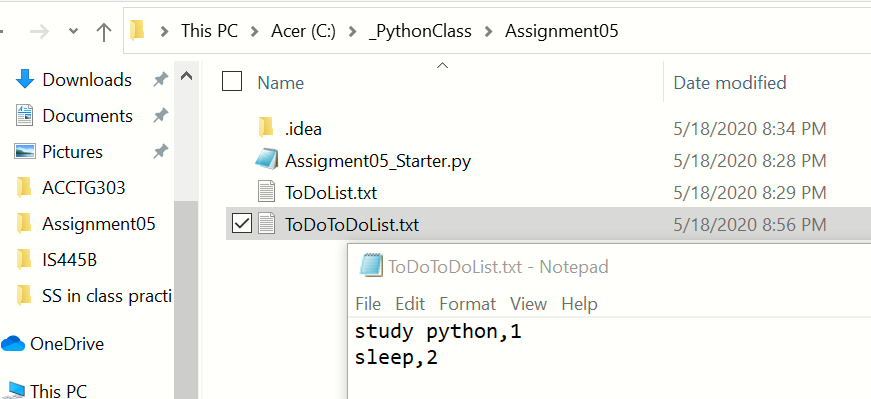 This PC > Acer (C:) > _PythonClass > Assignment05
Name Date modified
Downloads
Documents
Pictures
ACCTG303
Assignment05
IS445B
SS in class practi
OneDrive
This PC
.idea 5/18/2020 8:34 PM
Assigment05_Starter.py 5/18/2020 8:28 PM
ToDoList.txt 5/18/2020 8:29 PM
ToDoToDoList.txt 5/18/2020 8:56 PM
ToDoToDoList.txt - Notepad
File Edit Format View Help
study python,1
sleep,2